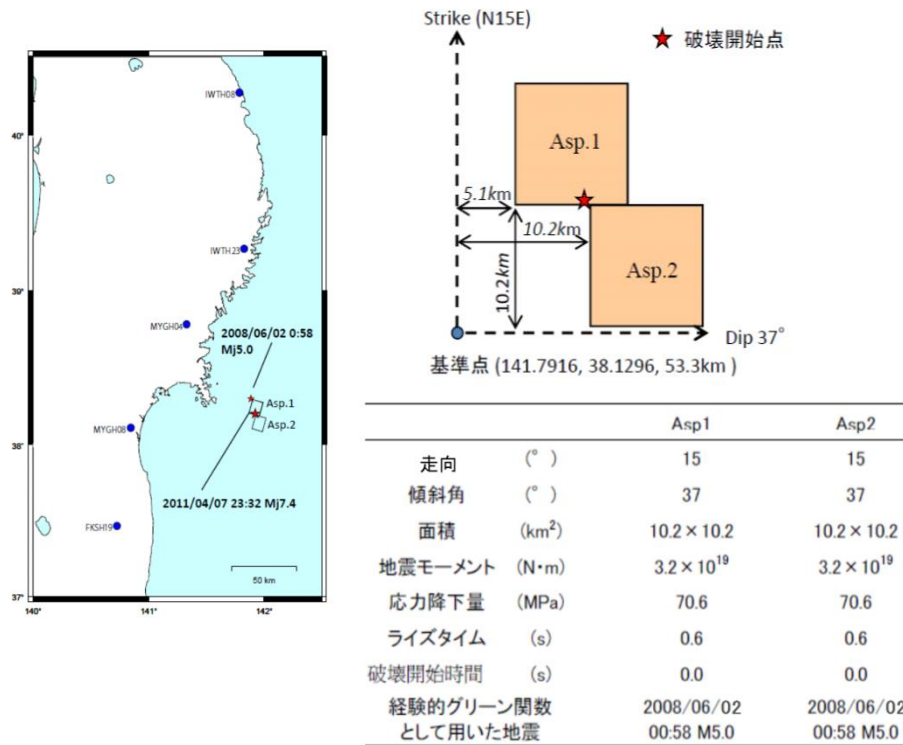 IWTH08
40°
IWTH23
39°
MYGH04
2008/06/02 0:58
Mj5.0
Asp.1
Asp.2
MYGH08
38°
2011/04/07 23:32 Mj7.4
FKSH19
50 km
37°
140°
141°
142°
Strike (N15E)
破壊開始点
Asp.1
5.1km
10.2km
10.2km
Asp.2
Dip 37°
基準点 (141.7916, 38.1296, 53.3km )
Asp1 Asp2
走向 (°) 15 15
傾斜角 (°) 37 37
面積 (km²) 10.2×10.2 10.2×10.2
地震モーメント (N・m) 3.2×10¹⁹ 3.2×10¹⁹
応力降下量 (MPa) 70.6 70.6
ライズタイム (s) 0.6 0.6
破壊開始時間 (s) 0.0 0.0
経験的グリーン関数 2008/06/02 2008/06/02
として用いた地震 00:58 M5.0 00:58 M5.0